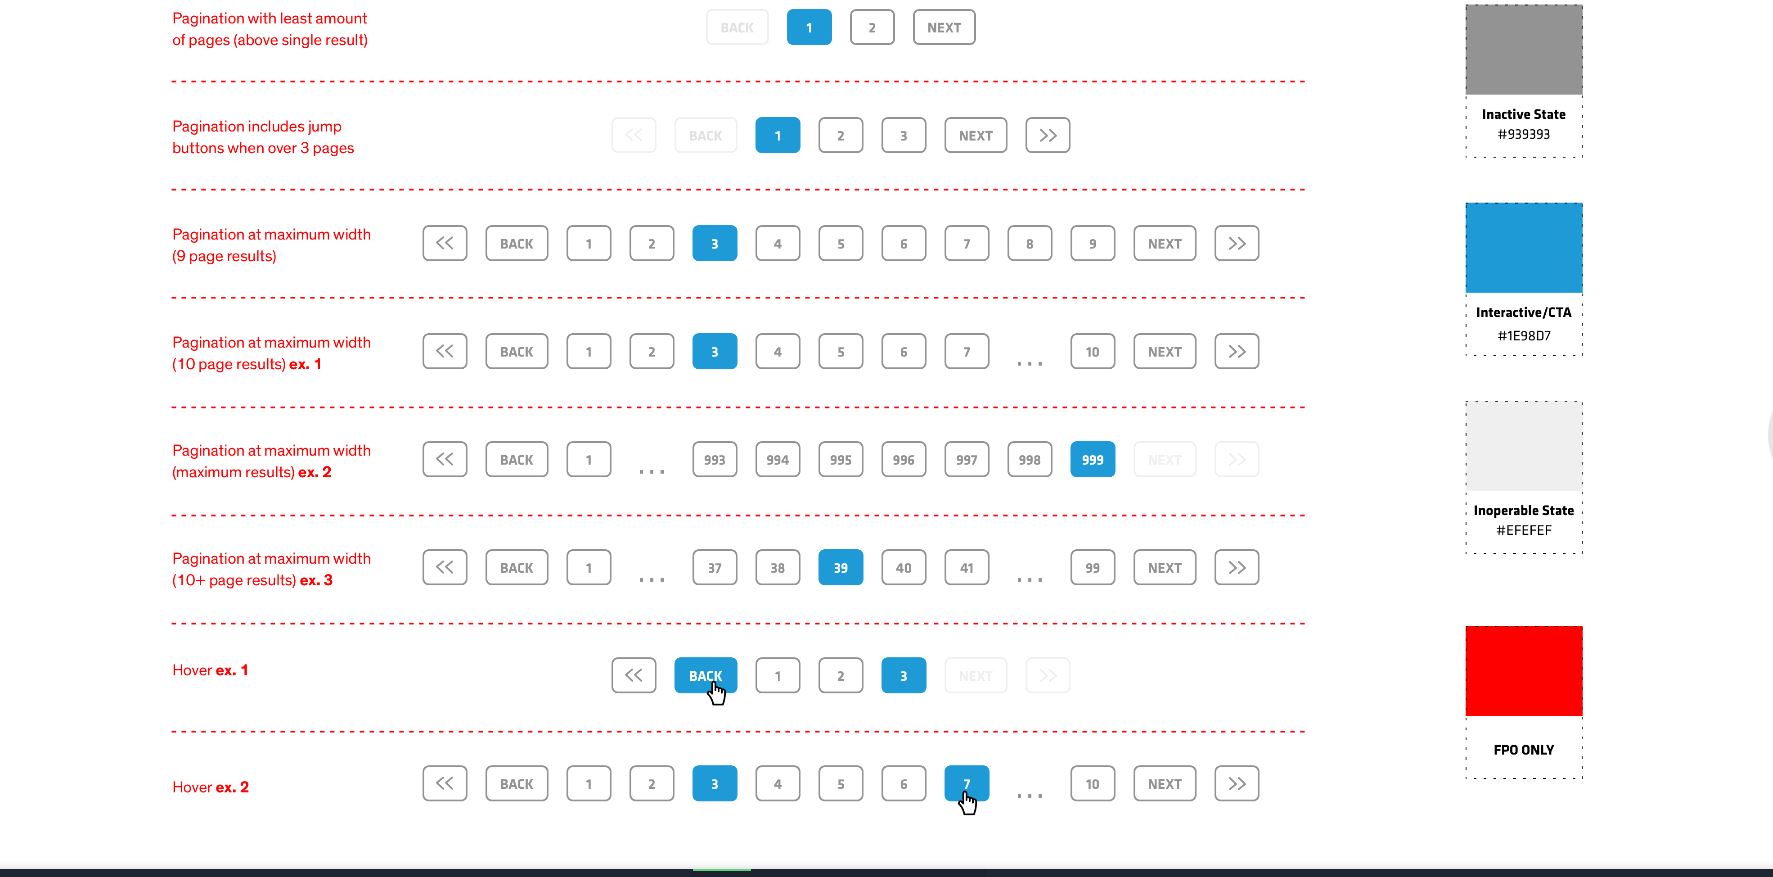 Pagination with least amount
of pages (above single result)
BACK 1 2 NEXT
Pagination includes jump
buttons when over 3 pages
<< BACK 1 2 3 NEXT >>
Pagination at maximum width
(9 page results)
<< BACK 1 2 3 4 5 6 7 8 9 NEXT >>
Pagination at maximum width
(10 page results) ex. 1
<< BACK 1 2 3 4 5 6 7 ... 10 NEXT >>
Pagination at maximum width
(maximum results) ex. 2
<< BACK 1 ... 993 994 995 996 997 998 999 NEXT >>
Pagination at maximum width
(10+ page results) ex. 3
<< BACK 1 ... 37 38 39 40 41 ... 99 NEXT >>
Hover ex. 1
<< BACK 1 2 3 NEXT >>
Hover ex. 2
<< BACK 1 2 3 4 5 6 7 ... 10 NEXT >>
Inactive State
#939393
Interactive/CTA
#1E98D7
Inoperable State
#EFEFEF
FPO ONLY